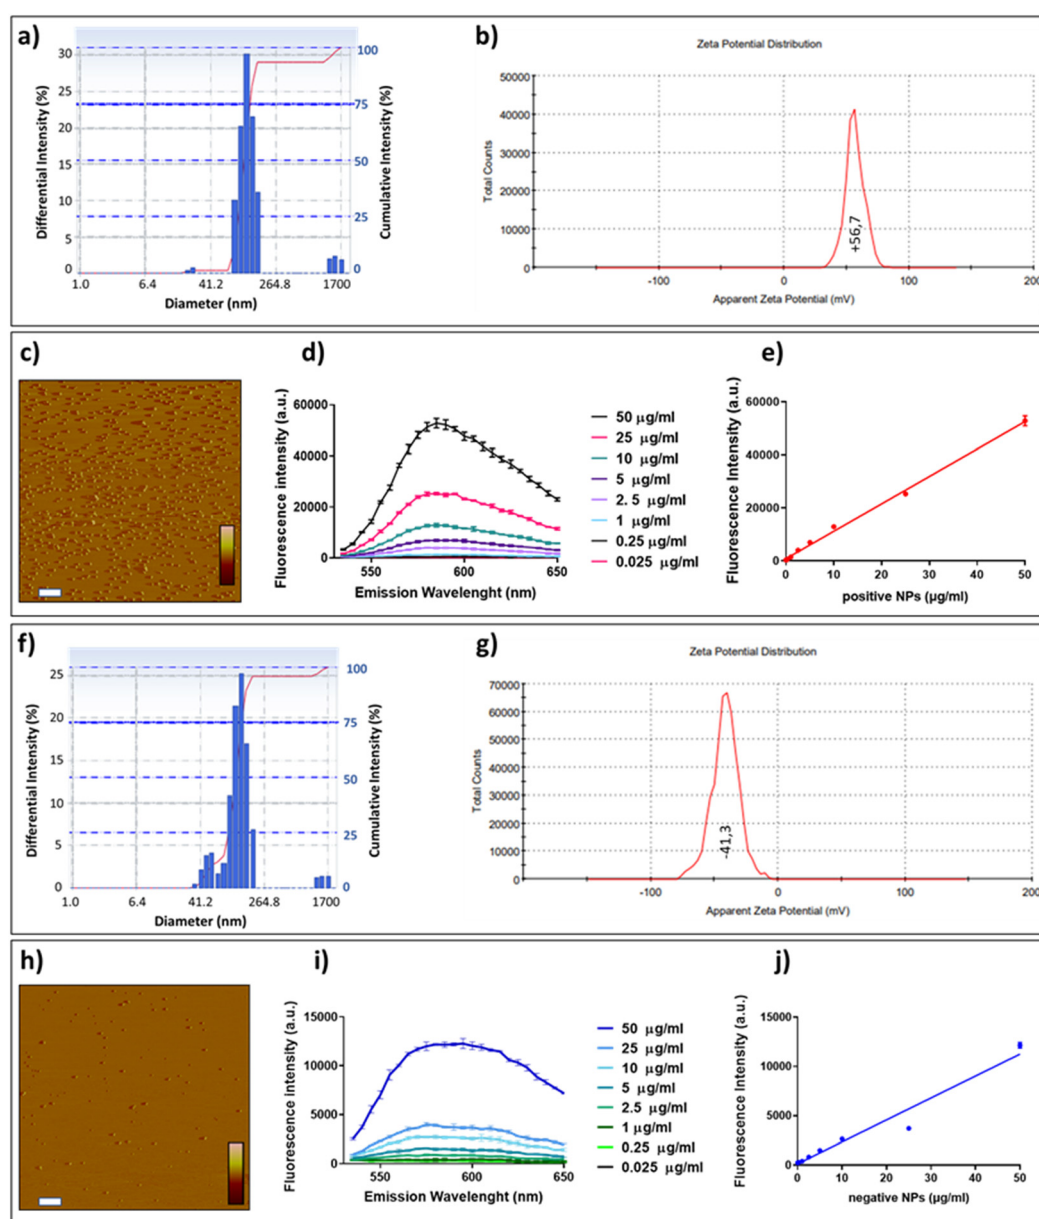 a)
Differential Intensity (%)
30
25
20
15
10
5
0
100
75
50
25
0
Cumulative Intensity (%)
1.0 6.4 41.2 264.8 1700
Diameter (nm)
b)
Zeta Potential Distribution
Total Counts
50000
40000
30000
20000
10000
0
+56,7
-100 0 100 200
Apparent Zeta Potential (mV)
c)
d)
Fluorescence intensity (a.u.)
60000
40000
20000
0
550 600 650
Emission Wavelenght (nm)
50 µg/ml
25 µg/ml
10 µg/ml
5 µg/ml
2.5 µg/ml
1 µg/ml
0.25 µg/ml
0.025 µg/ml
e)
Fluorescence Intensity (a.u.)
60000
40000
20000
0
0 10 20 30 40 50
positive NPs (µg/ml)
f)
Differential Intensity (%)
25
20
15
10
5
0
100
75
50
25
0
Cumulative Intensity (%)
1.0 6.4 41.2 264.8 1700
Diameter (nm)
g)
Zeta Potential Distribution
Total Counts
70000
60000
50000
40000
30000
20000
10000
0
-41,3
-100 0 100 200
Apparent Zeta Potential (mV)
h)
i)
Fluorescence Intensity (a.u.)
15000
10000
5000
0
550 600 650
Emission Wavelenght (nm)
50 µg/ml
25 µg/ml
10 µg/ml
5 µg/ml
2.5 µg/ml
1 µg/ml
0.25 µg/ml
0.025 µg/ml
j)
Fluorescence Intensity (a.u.)
15000
10000
5000
0
0 10 20 30 40 50
negative NPs (µg/ml)